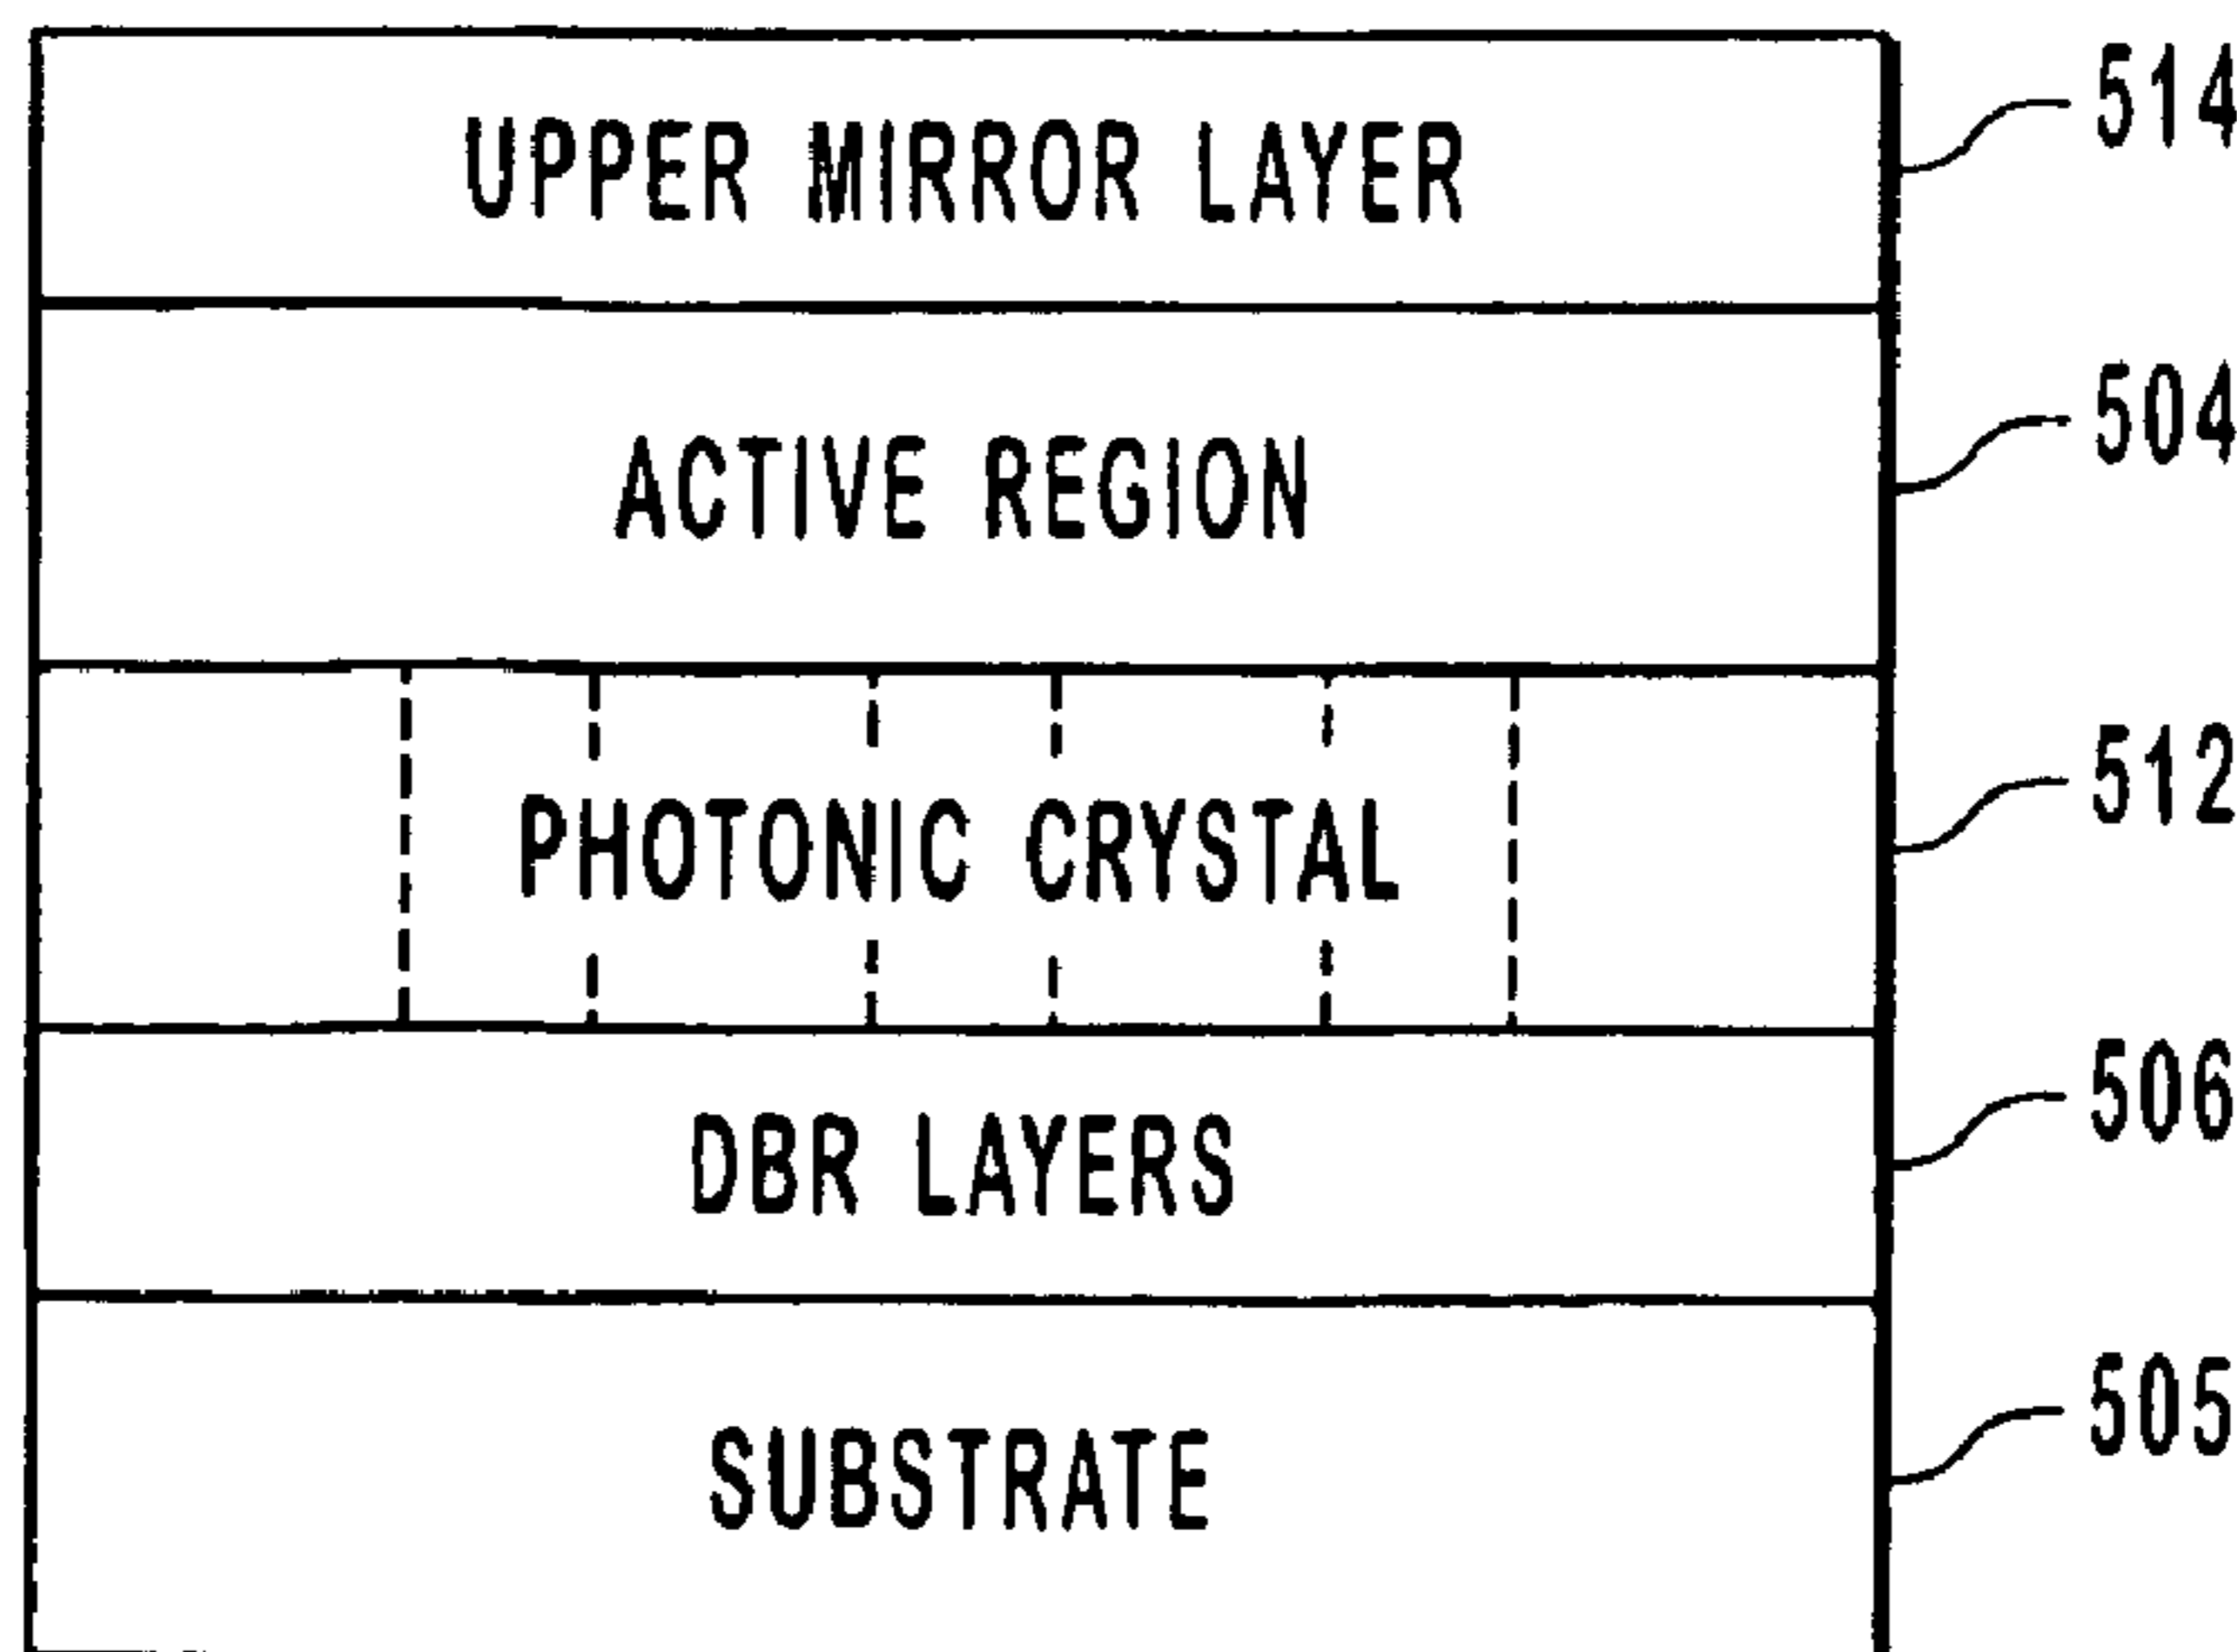 UPPER MIRROR LAYER 514
ACTIVE REGION 504
PHOTONIC CRYSTAL 512
DBR LAYERS 506
SUBSTRATE 505